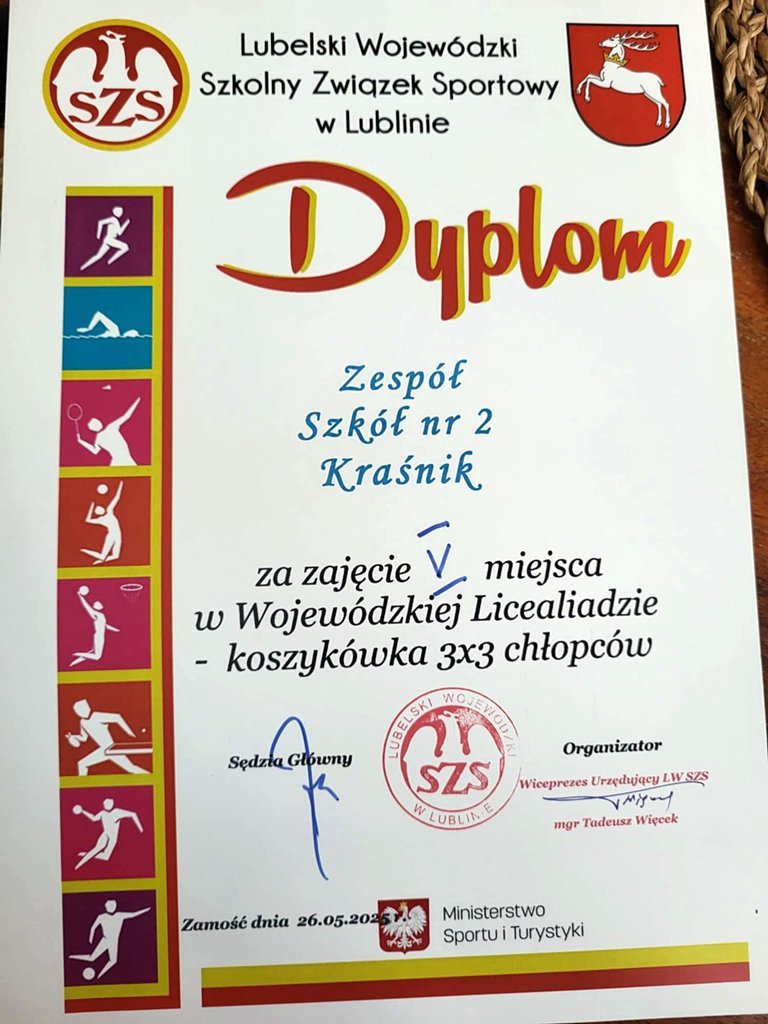 SZS
Lubelski Wojewódzki
Szkolny Związek Sportowy
w Lublinie
Dyplom
Zespół
Szkół nr 2
Kraśnik
za zajęcie V miejsca
w Wojewódzkiej Licealiadzie
- koszykówka 3x3 chłopców
Sędzia Główny
LUBELSKI WOJEWÓDZKI
SZS
W LUBLINIE
Organizator
Wiceprezes Urzędujący LW SZS
mgr Tadeusz Więcek
Zamość dnia 26.05.2025 r.
Ministerstwo
Sportu i Turystyki